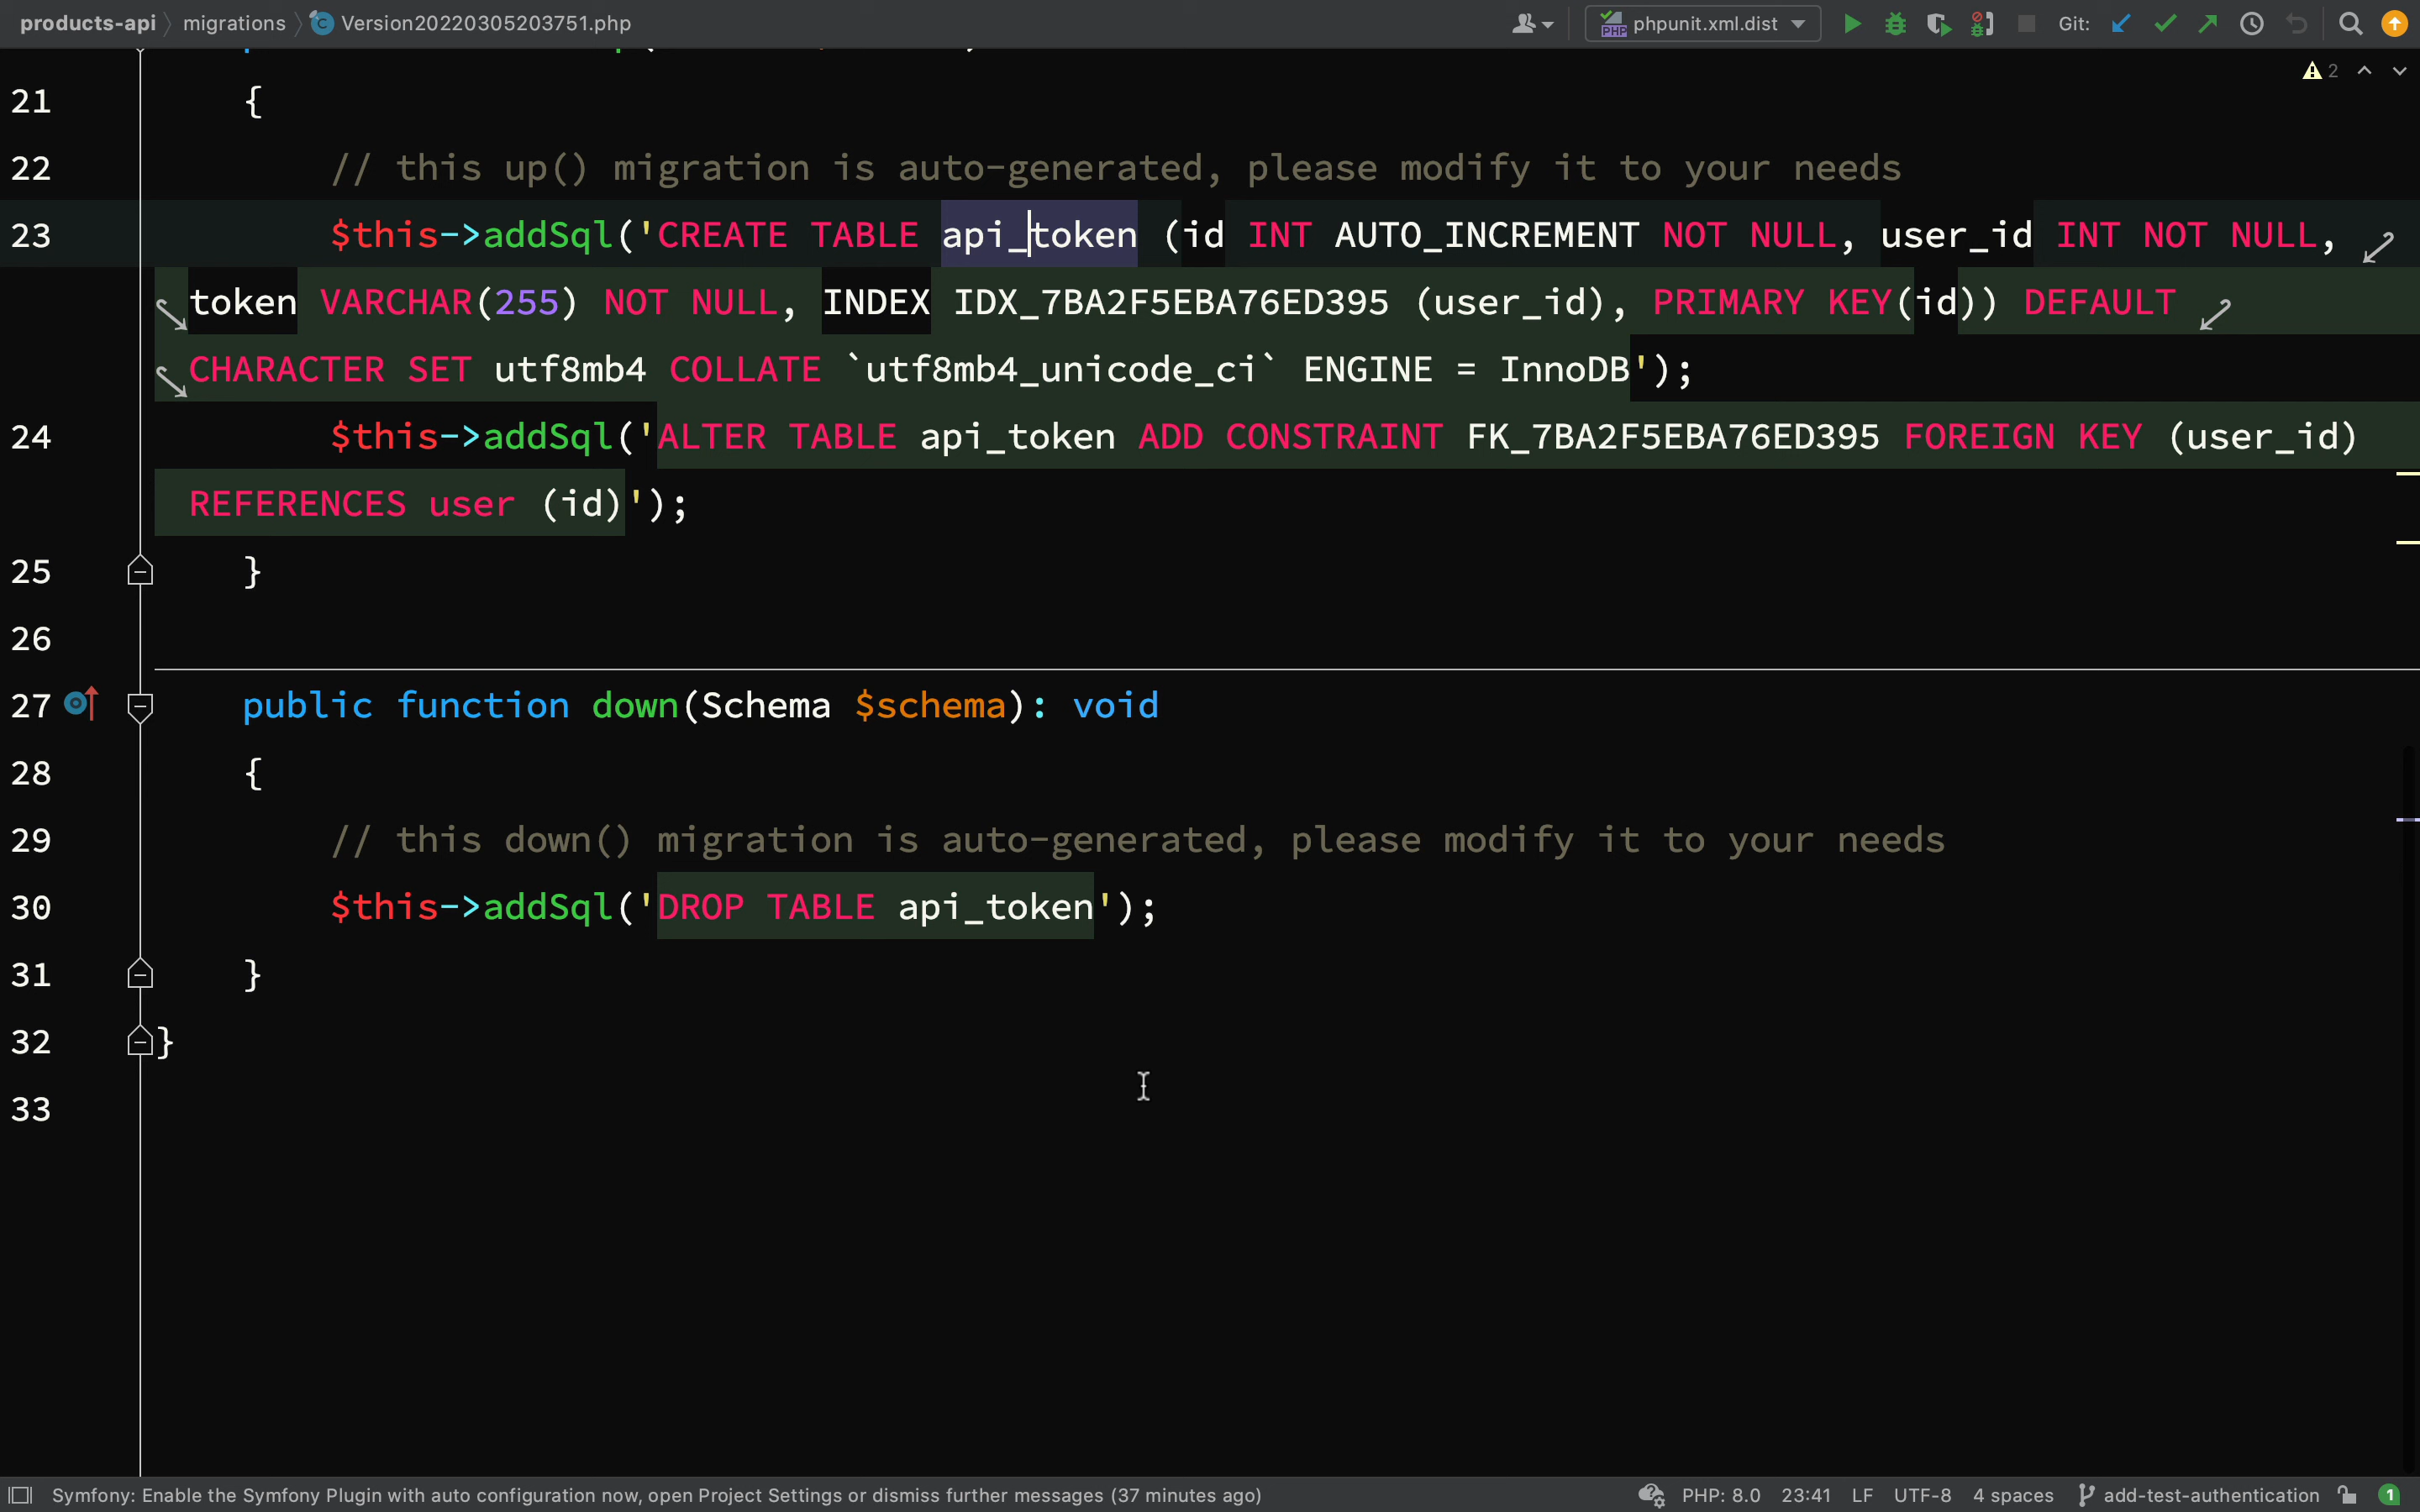 products-api migrations Version20220305203751.php phpunit.xml.dist Git:
2
21 {
22 // this up() migration is auto-generated, please modify it to your needs
23 $this->addSql('CREATE TABLE api_token (id INT AUTO_INCREMENT NOT NULL, user_id INT NOT NULL,
token VARCHAR(255) NOT NULL, INDEX IDX_7BA2F5EBA76ED395 (user_id), PRIMARY KEY(id)) DEFAULT
CHARACTER SET utf8mb4 COLLATE `utf8mb4_unicode_ci` ENGINE = InnoDB');
24 $this->addSql('ALTER TABLE api_token ADD CONSTRAINT FK_7BA2F5EBA76ED395 FOREIGN KEY (user_id)
REFERENCES user (id)');
25 }
26
27 public function down(Schema $schema): void
28 {
29 // this down() migration is auto-generated, please modify it to your needs
30 $this->addSql('DROP TABLE api_token');
31 }
32 }
33
Symfony: Enable the Symfony Plugin with auto configuration now, open Project Settings or dismiss further messages (37 minutes ago) PHP: 8.0 23:41 LF UTF-8 4 spaces add-test-authentication 1